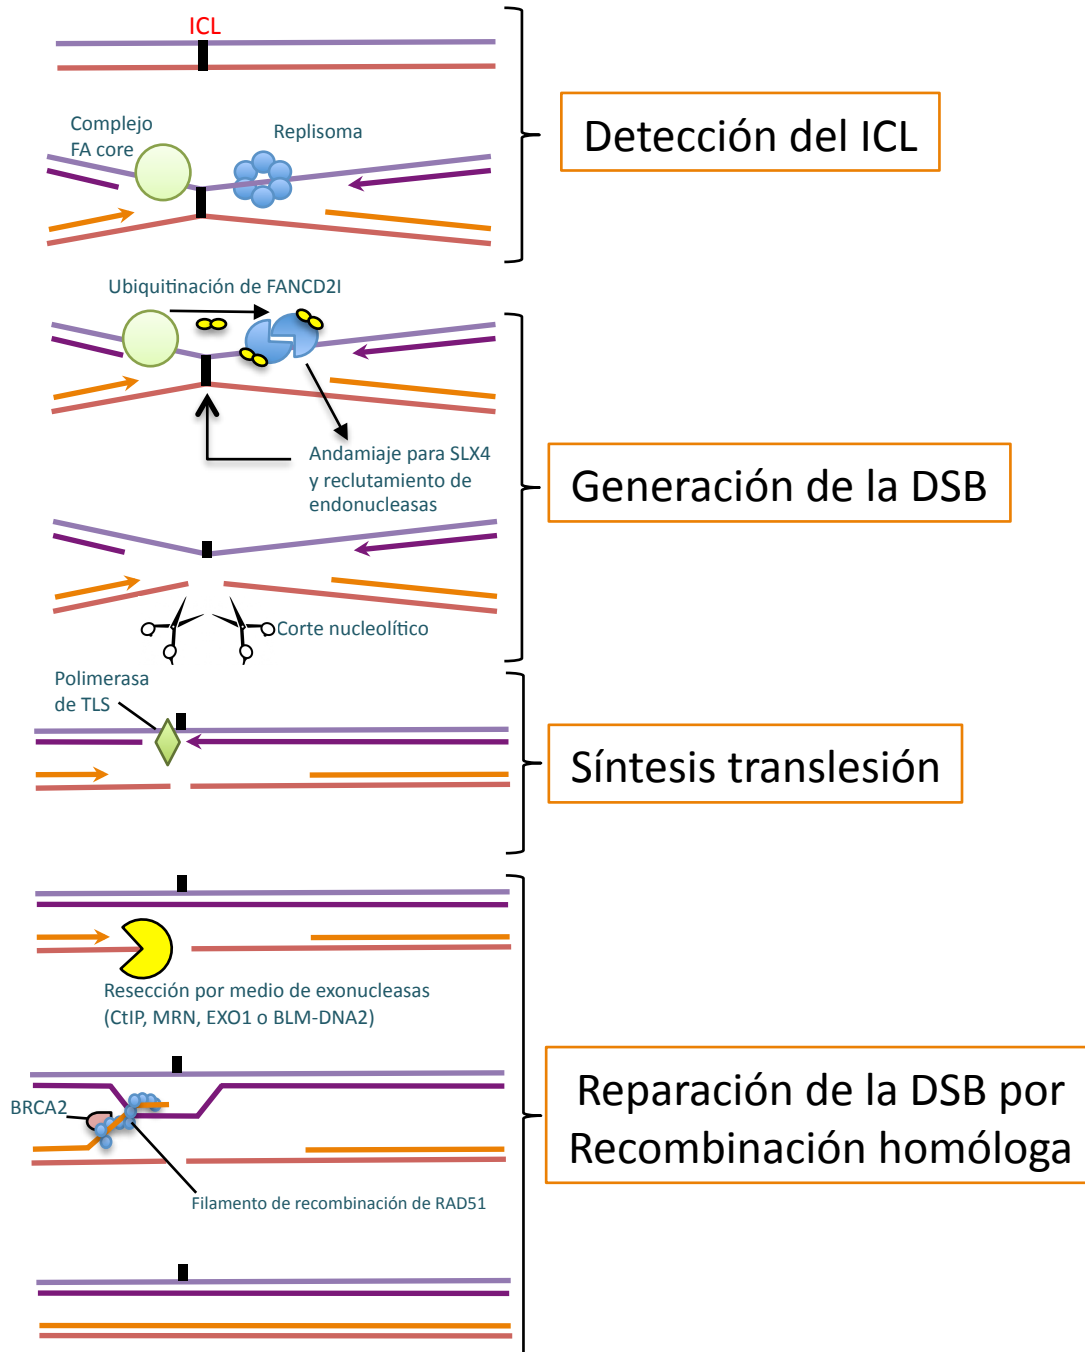 ICL
Complejo
FA core
Replisoma
Detección del ICL
Ubiquitinación de FANCD2I
Andamiaje para SLX4
y reclutamiento de
endonucleasas
Corte nucleolítico
Generación de la DSB
Polimerasa
de TLS
Síntesis translesión
Resección por medio de exonucleasas
(CtIP, MRN, EXO1 o BLM-DNA2)
BRCA2
Filamento de recombinación de RAD51
Reparación de la DSB por
Recombinación homóloga